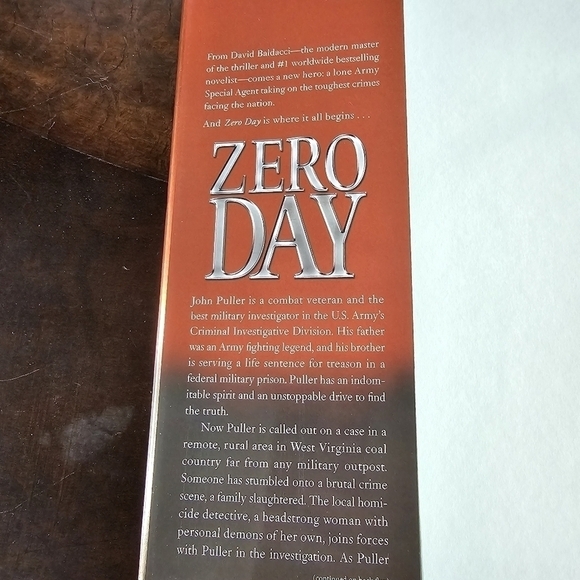 From David Baldacci—the modern master
of the thriller and #1 worldwide bestselling
novelist—comes a new hero: a lone Army
Special Agent taking on the toughest crimes
facing the nation.
And Zero Day is where it all begins . . .
ZERO
DAY
John Puller is a combat veteran and the
best military investigator in the U.S. Army's
Criminal Investigative Division. His father
was an Army fighting legend, and his brother
is serving a life sentence for treason in a
federal military prison. Puller has an indom-
itable spirit and an unstoppable drive to find
the truth.
Now Puller is called out on a case in a
remote, rural area in West Virginia coal
country far from any military outpost.
Someone has stumbled onto a brutal crime
scene, a family slaughtered. The local homi-
cide detective, a headstrong woman with
personal demons of her own, joins forces
with Puller in the investigation. As Puller
(continued on back